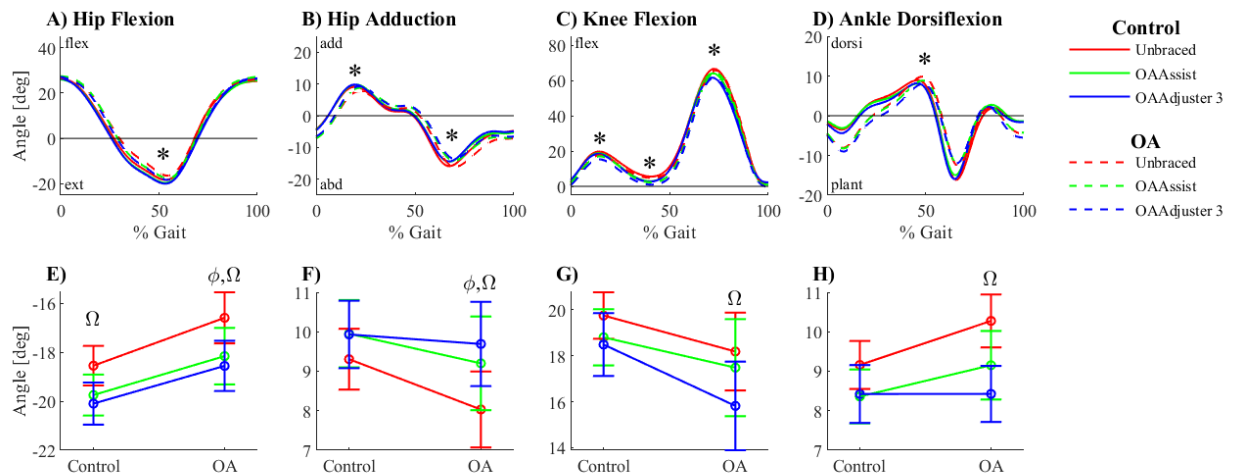 A) Hip Flexion
flex
40
20
0
-20
ext
*
0
50
100
% Gait
Angle [deg]
B) Hip Adduction
add
20
10
0
-10
-20
abd
*
*
0
50
100
% Gait
C) Knee Flexion
flex
80
60
40
20
0
*
*
*
0
50
100
% Gait
D) Ankle Dorsiflexion
dorsi
20
10
0
-10
-20
plant
*
0
50
100
% Gait
Control
Unbraced
OAAssist
OAAdjuster 3
OA
Unbraced
OAAssist
OAAdjuster 3
E)
-16
-18
-20
-22
Ω
ϕ,Ω
Control
OA
Angle [deg]
F)
11
10
9
8
7
ϕ,Ω
Control
OA
G)
20
18
16
14
Ω
Control
OA
H)
11
10
9
8
7
Ω
Control
OA